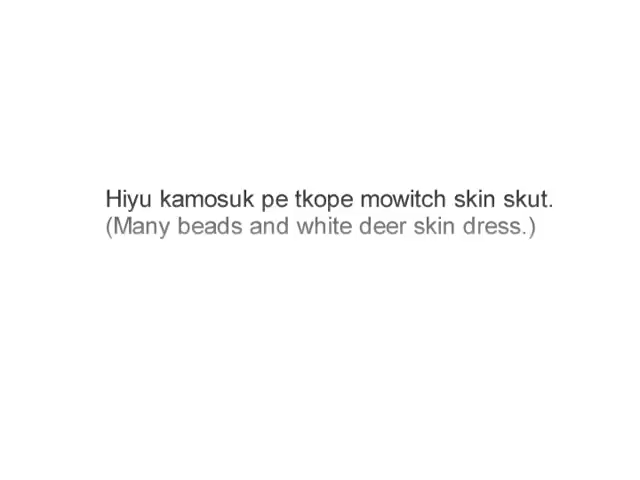 Hiyu kamosuk pe tkope mowitch skin skut.
(Many beads and white deer skin dress.)